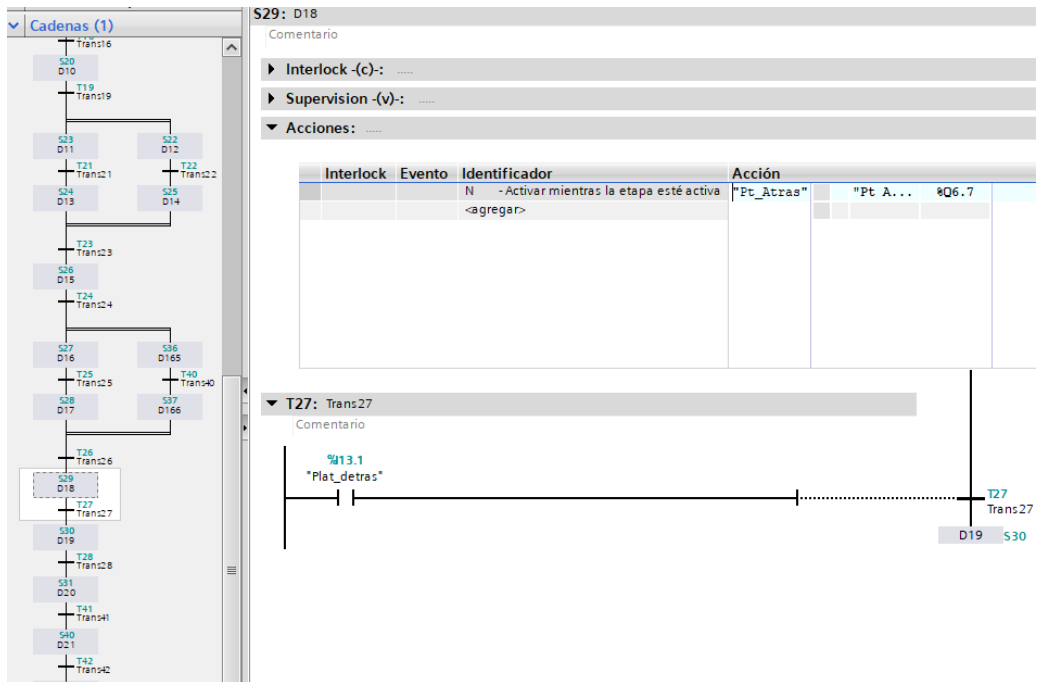 Cadenas (1)
Trans16
S20
D10
T19
Trans19
S23
D11
S22
D12
T21
Trans21
T22
Trans22
S24
D13
S25
D14
T23
Trans23
S26
D15
T24
Trans24
S27
D16
S36
D165
T25
Trans25
T40
Trans40
S28
D17
S37
D166
T26
Trans26
S29
D18
T27
Trans27
S30
D19
T28
Trans28
S31
D20
T41
Trans41
S40
D21
T42
Trans42
S29: D18
Comentario
Interlock -(c)-: .....
Supervision -(v)-: .....
Acciones: .....
Interlock Evento Identificador Acción
N - Activar mientras la etapa esté activa "Pt_Atras" "Pt A... %Q6.7
<agregar>
T27: Trans27
Comentario
%I13.1
"Plat_detras"
T27
Trans27
D19 S30